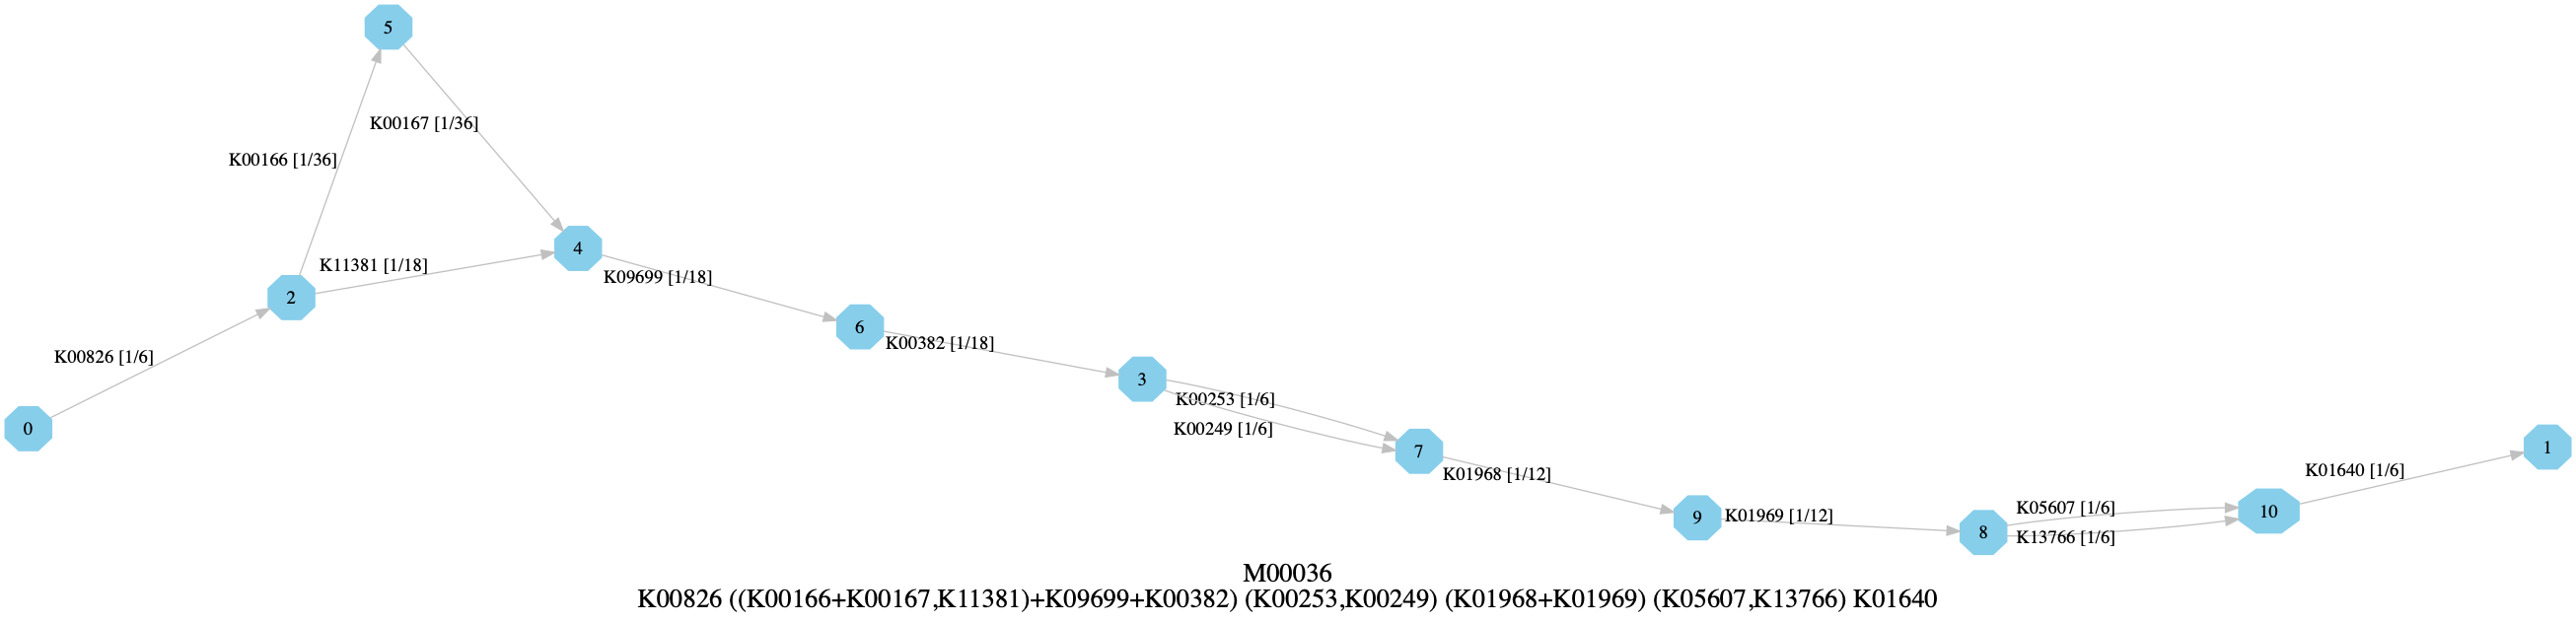 5
K00167 [1/36]
K00166 [1/36]
4
K11381 [1/18]
K09699 [1/18]
2
6
K00382 [1/18]
K00826 [1/6]
3
K00253 [1/6]
0
K00249 [1/6]
7
1
K01640 [1/6]
K01968 [1/12]
K05607 [1/6]
10
9
K01969 [1/12]
8
K13766 [1/6]
M00036
K00826 ((K00166+K00167,K11381)+K09699+K00382) (K00253,K00249) (K01968+K01969) (K05607,K13766) K01640